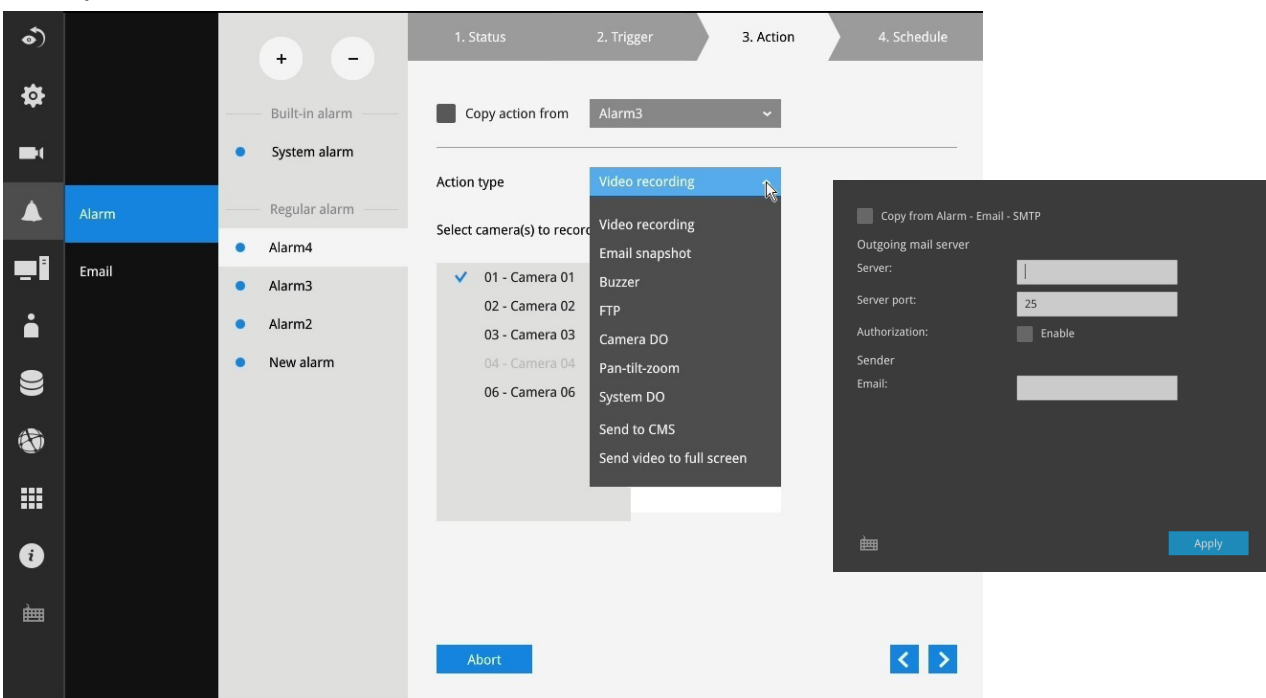 1. Status
2. Trigger
3. Action
4. Schedule
+
-
Built-in alarm
System alarm
Regular alarm
Alarm4
Alarm3
Alarm2
New alarm
Alarm
Email
Copy action from
Alarm3
Action type
Video recording
Select camera(s) to recor
01 - Camera 01
02 - Camera 02
03 - Camera 03
04 - Camera 04
06 - Camera 06
Video recording
Email snapshot
Buzzer
FTP
Camera DO
Pan-tilt-zoom
System DO
Send to CMS
Send video to full screen
Abort
Copy from Alarm - Email - SMTP
Outgoing mail server
Server:
Server port:
25
Authorization:
Enable
Sender
Email:
Apply